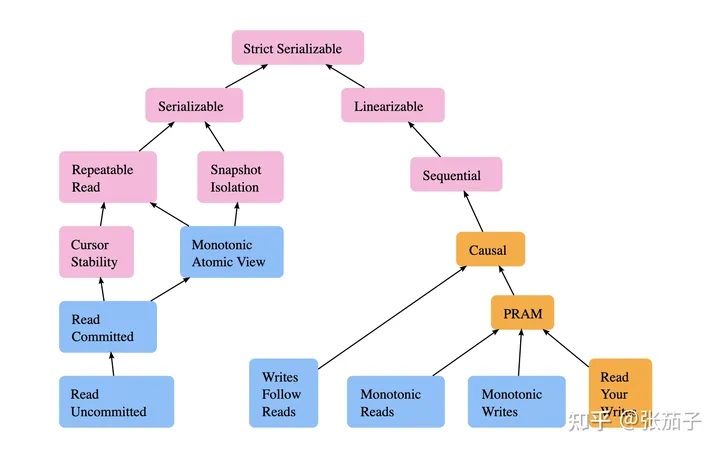 Strict Serializable
Serializable
Linearizable
Repeatable
Read
Snapshot
Isolation
Sequential
Cursor
Stability
Monotonic
Atomic View
Causal
Read
Committed
PRAM
Read
Uncommitted
Writes
Follow
Reads
Monotonic
Reads
Monotonic
Writes
Read
Your
Writes
知乎 @张茄子